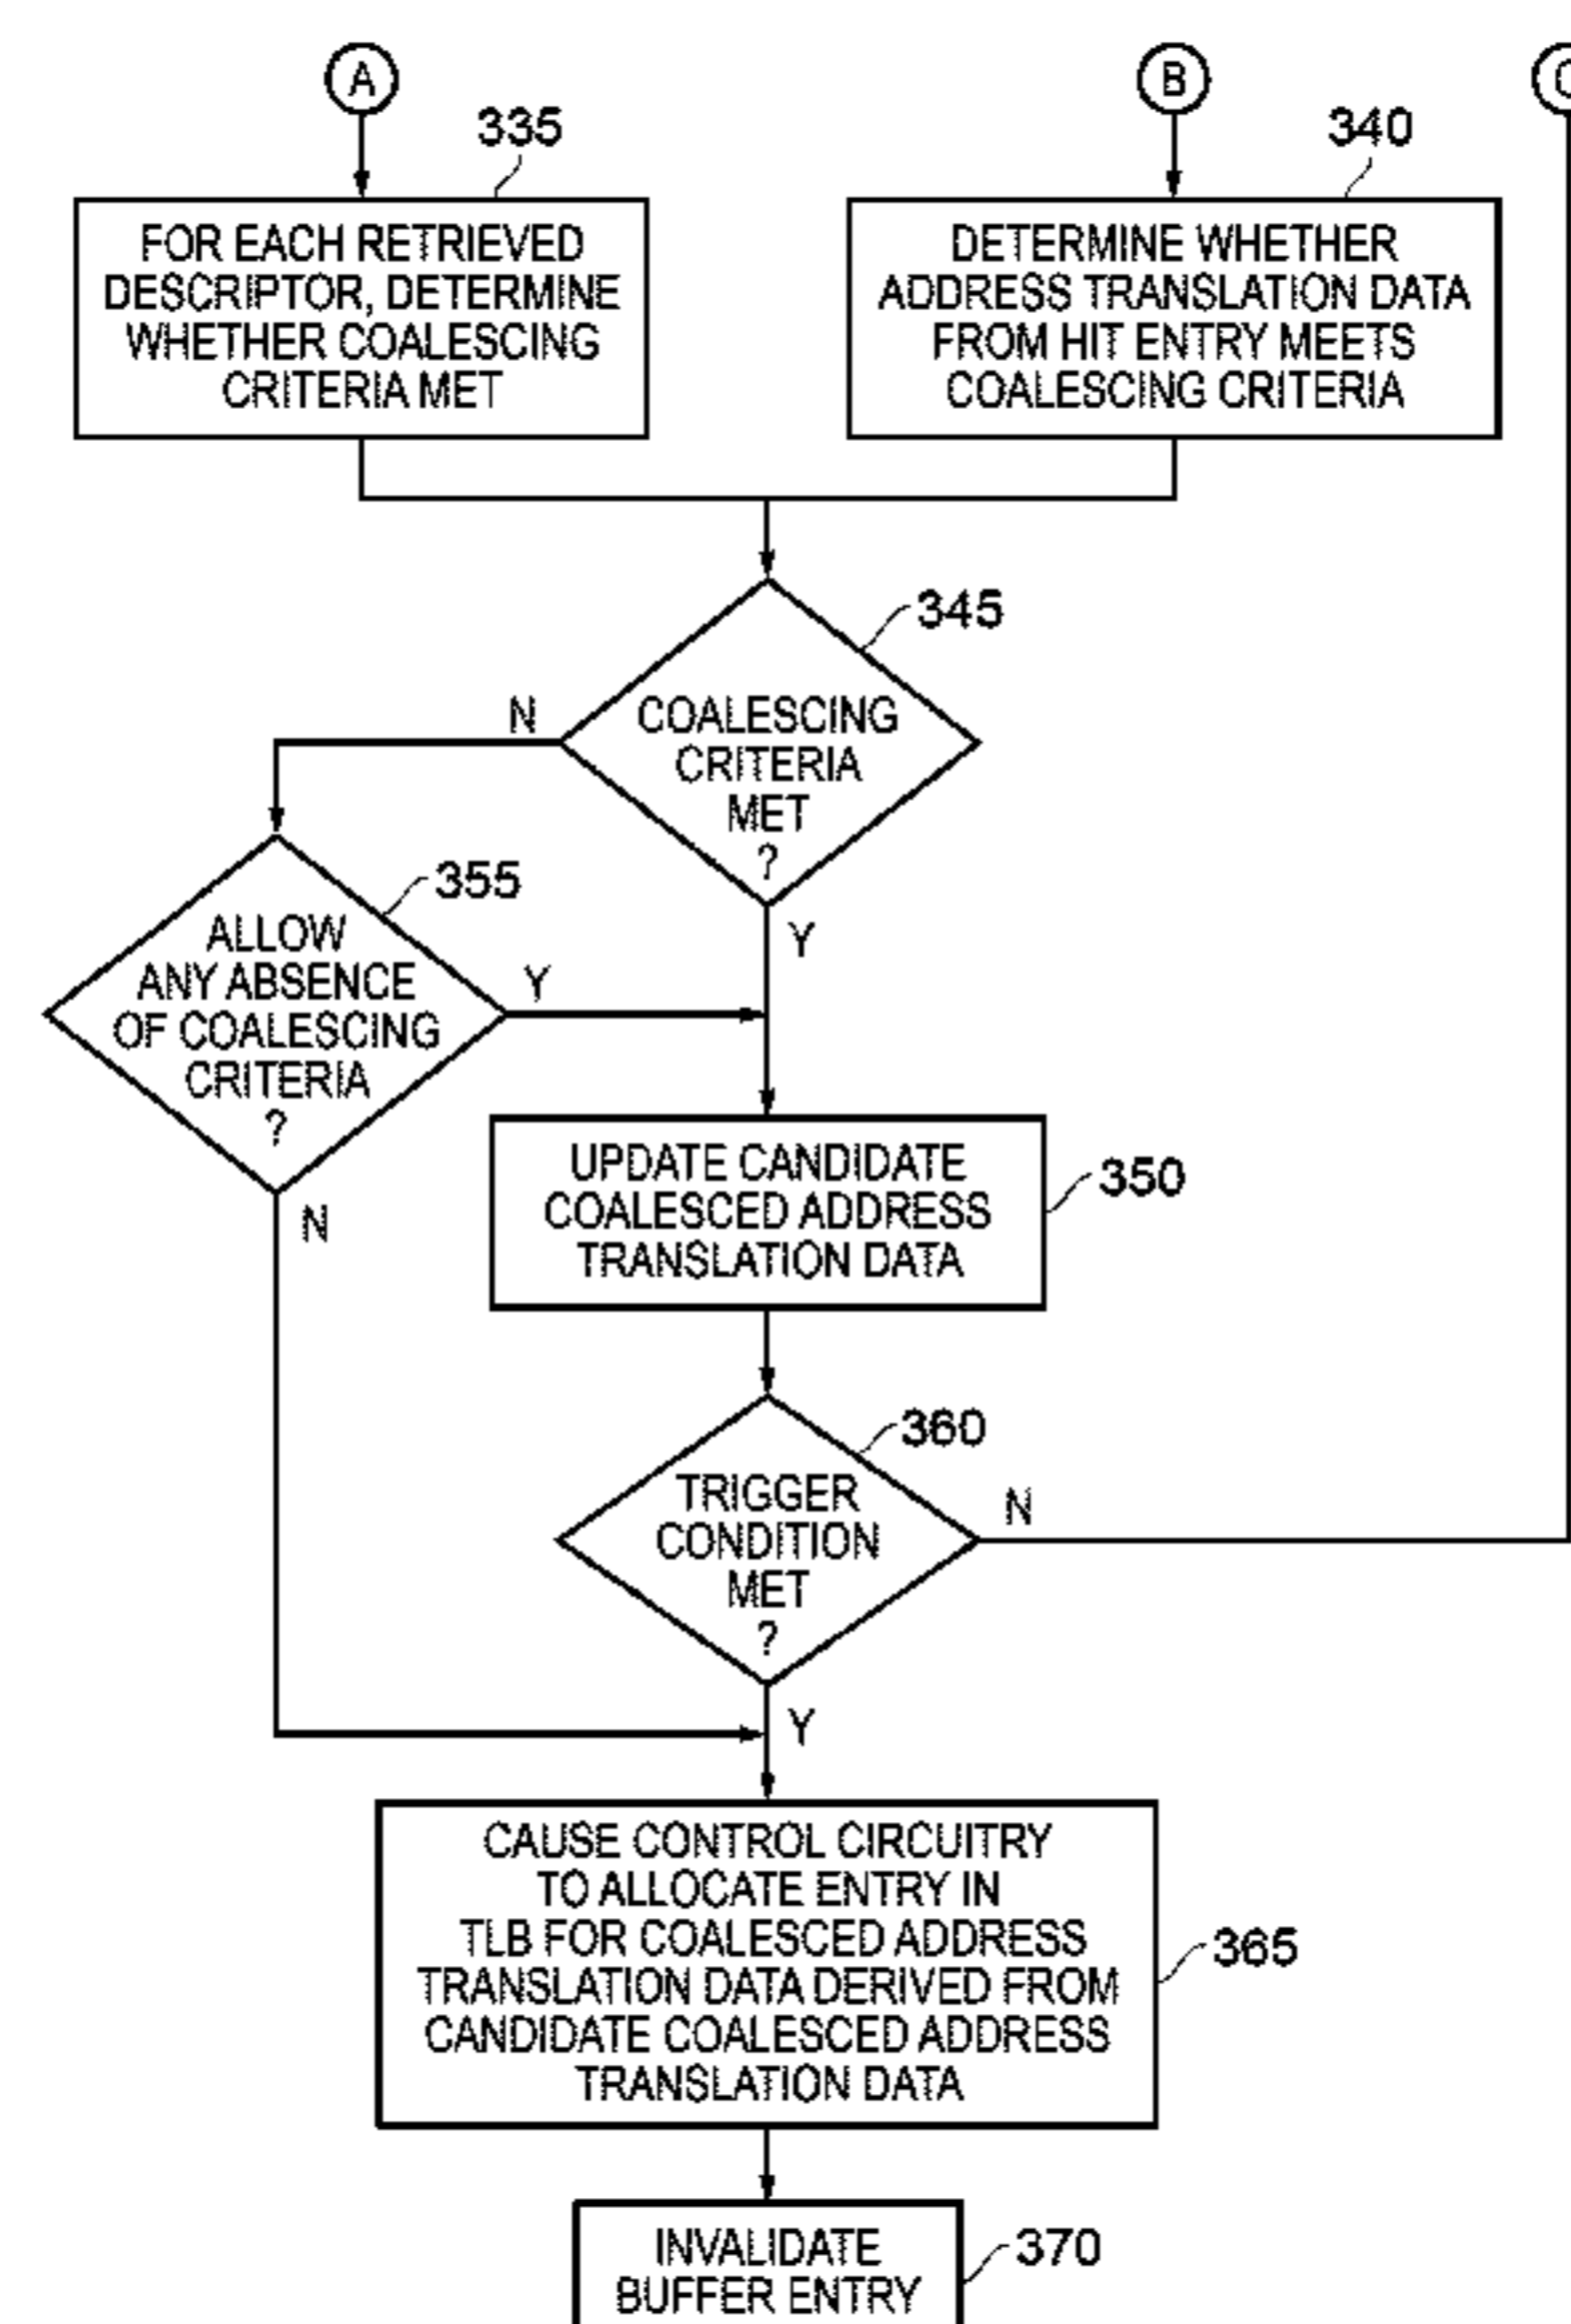 A
B
335
340
FOR EACH RETRIEVED
DESCRIPTOR, DETERMINE
WHETHER COALESCING
CRITERIA MET
DETERMINE WHETHER
ADDRESS TRANSLATION DATA
FROM HIT ENTRY MEETS
COALESCING CRITERIA
345
N
COALESCING
CRITERIA
MET
?
Y
355
ALLOW
ANY ABSENCE
OF COALESCING
CRITERIA
?
Y
N
UPDATE CANDIDATE
COALESCED ADDRESS
TRANSLATION DATA
350
360
TRIGGER
CONDITION
MET
?
N
Y
CAUSE CONTROL CIRCUITRY
TO ALLOCATE ENTRY IN
TLB FOR COALESCED ADDRESS
TRANSLATION DATA DERIVED FROM
CANDIDATE COALESCED ADDRESS
TRANSLATION DATA
365
INVALIDATE
BUFFER ENTRY
370